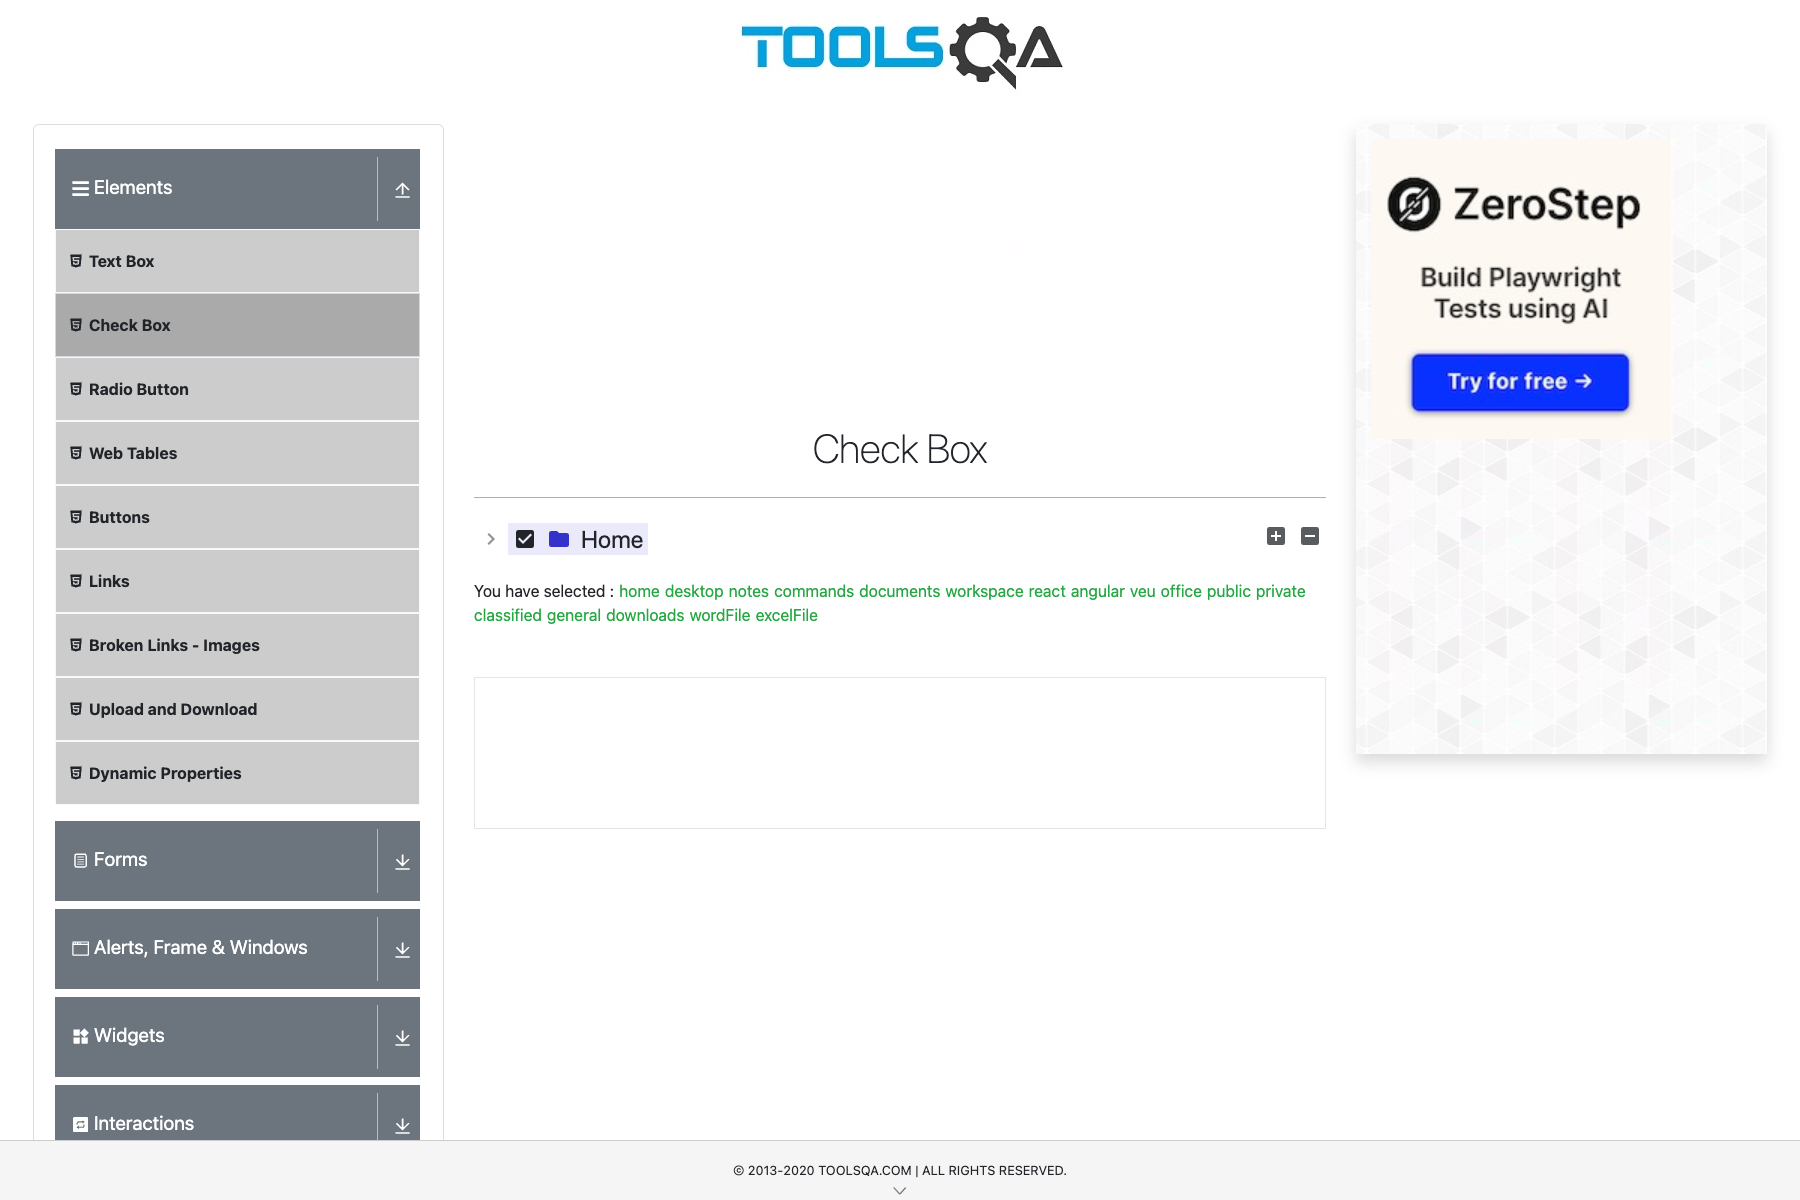 TOOLSQA
Elements
Text Box
Check Box
Radio Button
Web Tables
Buttons
Links
Broken Links - Images
Upload and Download
Dynamic Properties
Forms
Alerts, Frame & Windows
Widgets
Interactions
Check Box
Home
You have selected : home desktop notes commands documents workspace react angular veu office public private
classified general downloads wordFile excelFile
ZeroStep
Build Playwright
Tests using AI
Try for free →
© 2013-2020 TOOLSQA.COM | ALL RIGHTS RESERVED.